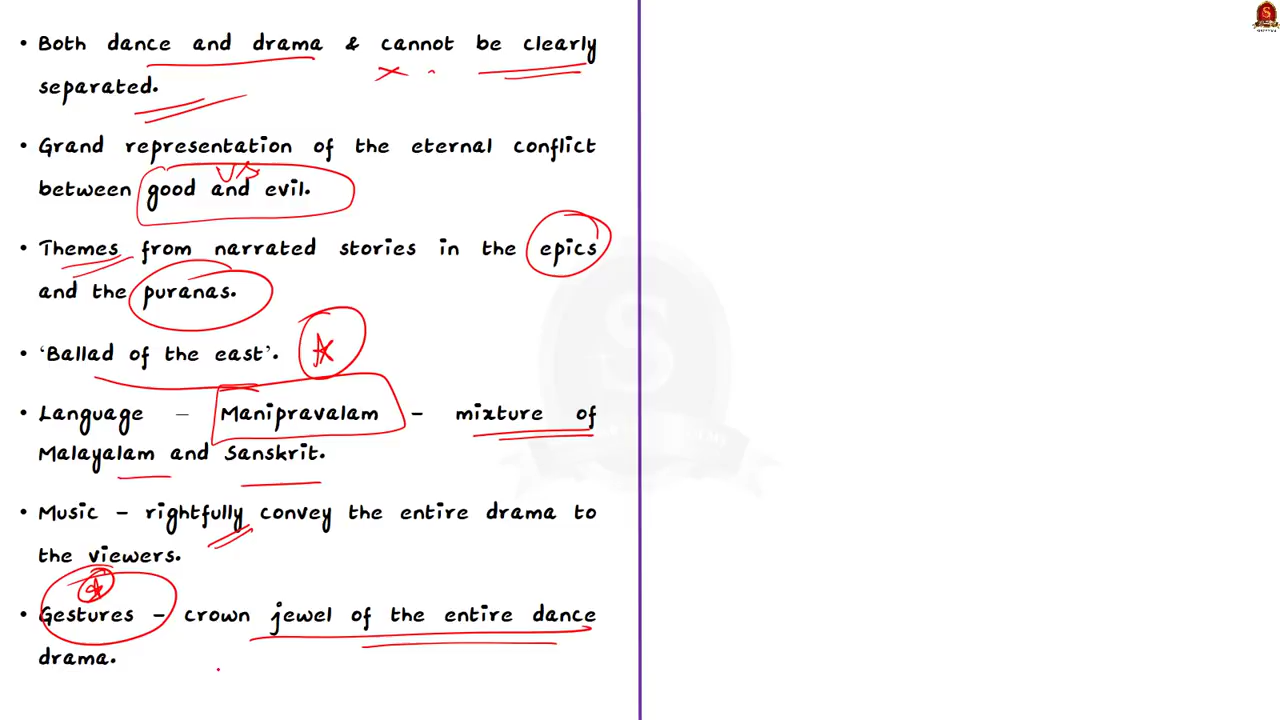 • Both dance and drama & cannot be clearly
separated.
• Grand representation of the eternal conflict
between good and evil.
vs
• Themes from narrated stories in the epics
and the puranas.
• 'Ballad of the east'.
• Language – Manipravalam - mixture of
Malayalam and Sanskrit.
• Music – rightfully convey the entire drama to
the viewers.
• Gestures – crown jewel of the entire dance
drama.